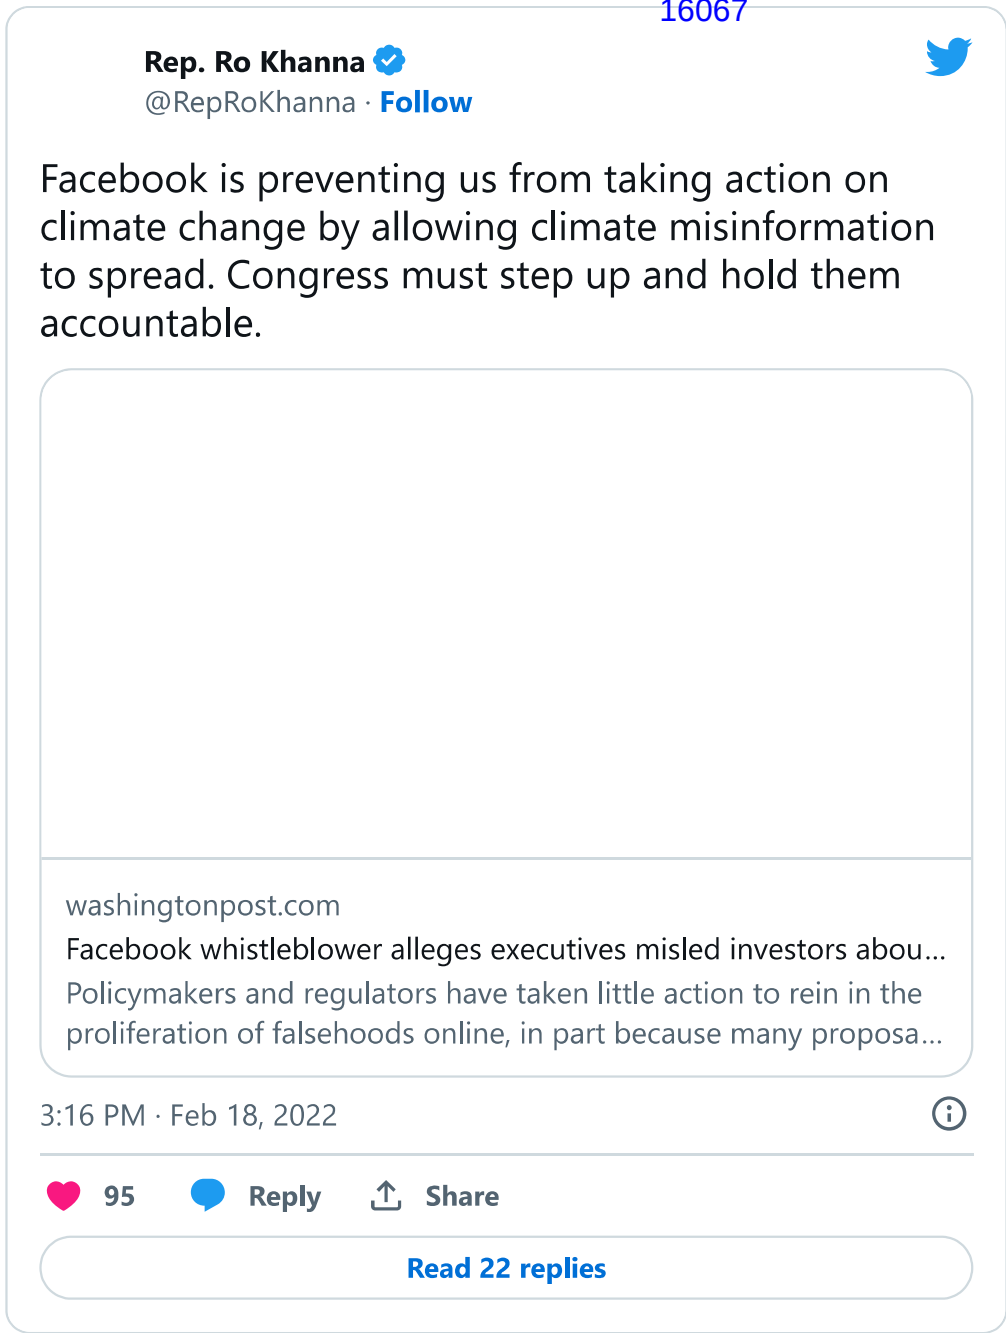 16067
Rep. Ro Khanna
@RepRoKhanna · Follow
Facebook is preventing us from taking action on
climate change by allowing climate misinformation
to spread. Congress must step up and hold them
accountable.
washingtonpost.com
Facebook whistleblower alleges executives misled investors abou...
Policymakers and regulators have taken little action to rein in the
proliferation of falsehoods online, in part because many proposa...
3:16 PM · Feb 18, 2022
95 Reply Share
Read 22 replies